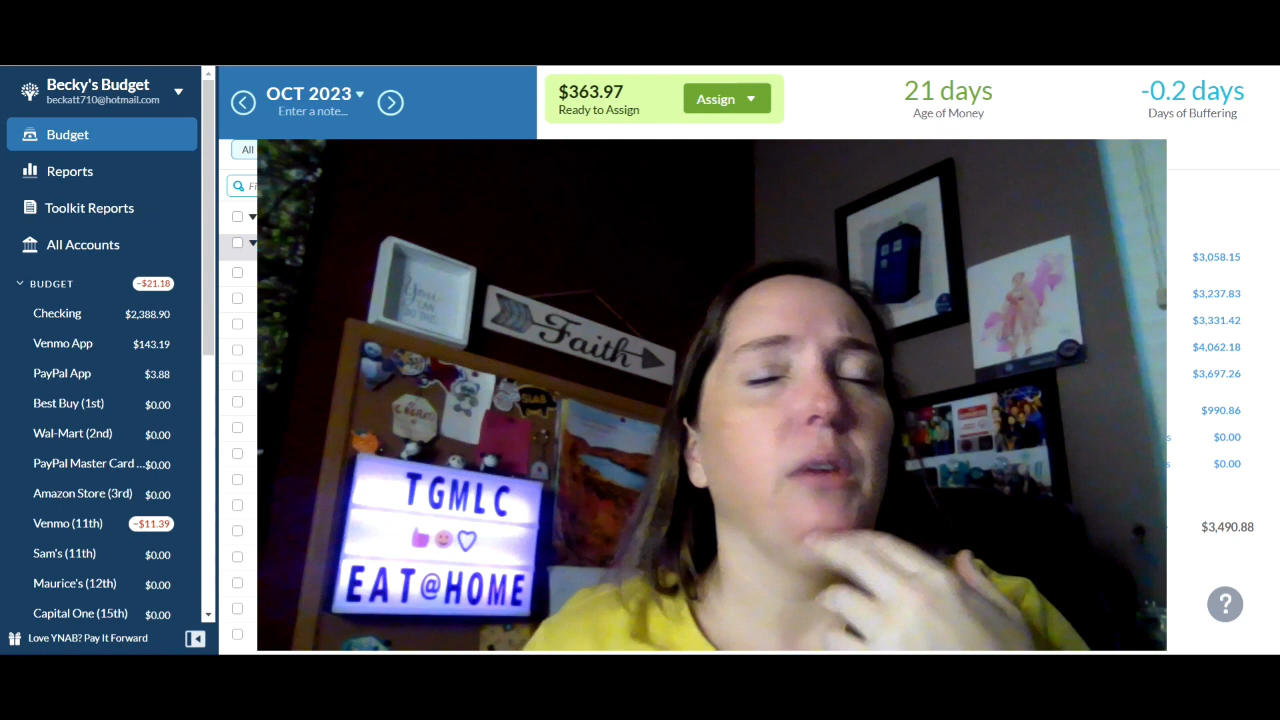 Becky's Budget
beckatt710@hotmail.com
Budget
Reports
Toolkit Reports
All Accounts
BUDGET −$21.18
Checking $2,388.90
Venmo App $143.19
PayPal App $3.88
Best Buy (1st) $0.00
Wal-Mart (2nd) $0.00
PayPal Master Card ... $0.00
Amazon Store (3rd) $0.00
Venmo (11th) −$11.39
Sam's (11th) $0.00
Maurice's (12th) $0.00
Capital One (15th) $0.00
Love YNAB? Pay It Forward
OCT 2023
Enter a note...
$363.97
Ready to Assign
Assign
21 days
Age of Money
-0.2 days
Days of Buffering
All
You
CAN
DO THIS
Faith
SLAB
TGMLC
EAT@HOME
$3,058.15
$3,237.83
$3,331.42
$4,062.18
$3,697.26
$990.86
s $0.00
s $0.00
$3,490.88
?